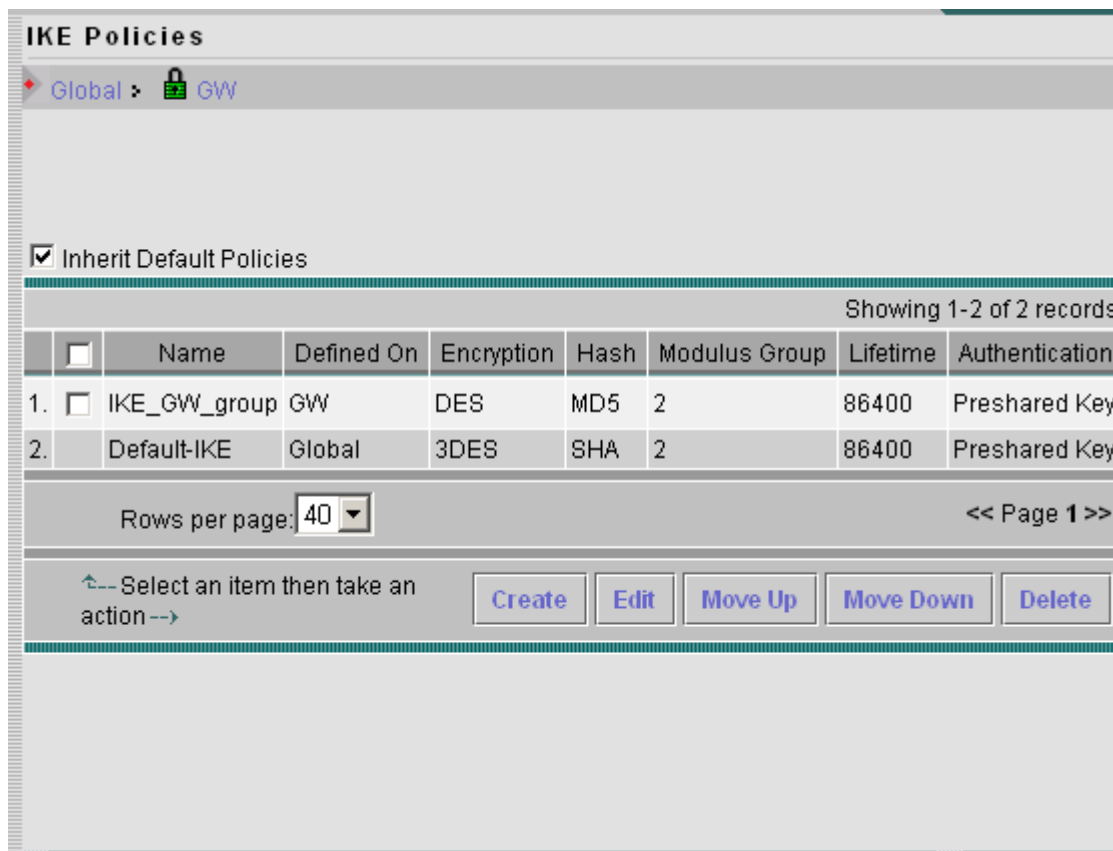 IKE Policies
Global > GW
Inherit Default Policies
Showing 1-2 of 2 records
Name Defined On Encryption Hash Modulus Group Lifetime Authentication
1. IKE_GW_group GW DES MD5 2 86400 Preshared Key
2. Default-IKE Global 3DES SHA 2 86400 Preshared Key
Rows per page: 40 << Page 1 >>
Select an item then take an
action -->
Create Edit Move Up Move Down Delete